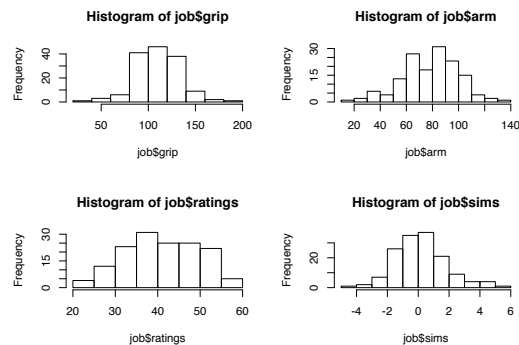 Histogram of job$grip
Frequency
0 20 40
50 100 150 200
job$grip
Histogram of job$arm
Frequency
0 15 30
20 40 60 80 100 140
job$arm
Histogram of job$ratings
Frequency
0 15 30
20 30 40 50 60
job$ratings
Histogram of job$sims
Frequency
0 20
-4 -2 0 2 4 6
job$sims